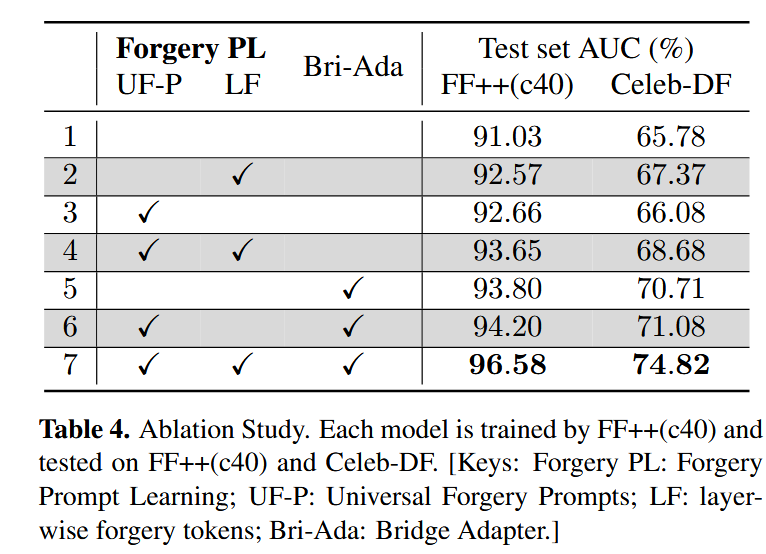 Forgery PL Bri-Ada Test set AUC (%)
UF-P LF FF++(c40) Celeb-DF
1 91.03 65.78
2 ✓ 92.57 67.37
3 ✓ 92.66 66.08
4 ✓ ✓ 93.65 68.68
5 ✓ 93.80 70.71
6 ✓ ✓ 94.20 71.08
7 ✓ ✓ ✓ 96.58 74.82
Table 4. Ablation Study. Each model is trained by FF++(c40) and
tested on FF++(c40) and Celeb-DF. [Keys: Forgery PL: Forgery
Prompt Learning; UF-P: Universal Forgery Prompts; LF: layer-
wise forgery tokens; Bri-Ada: Bridge Adapter.]